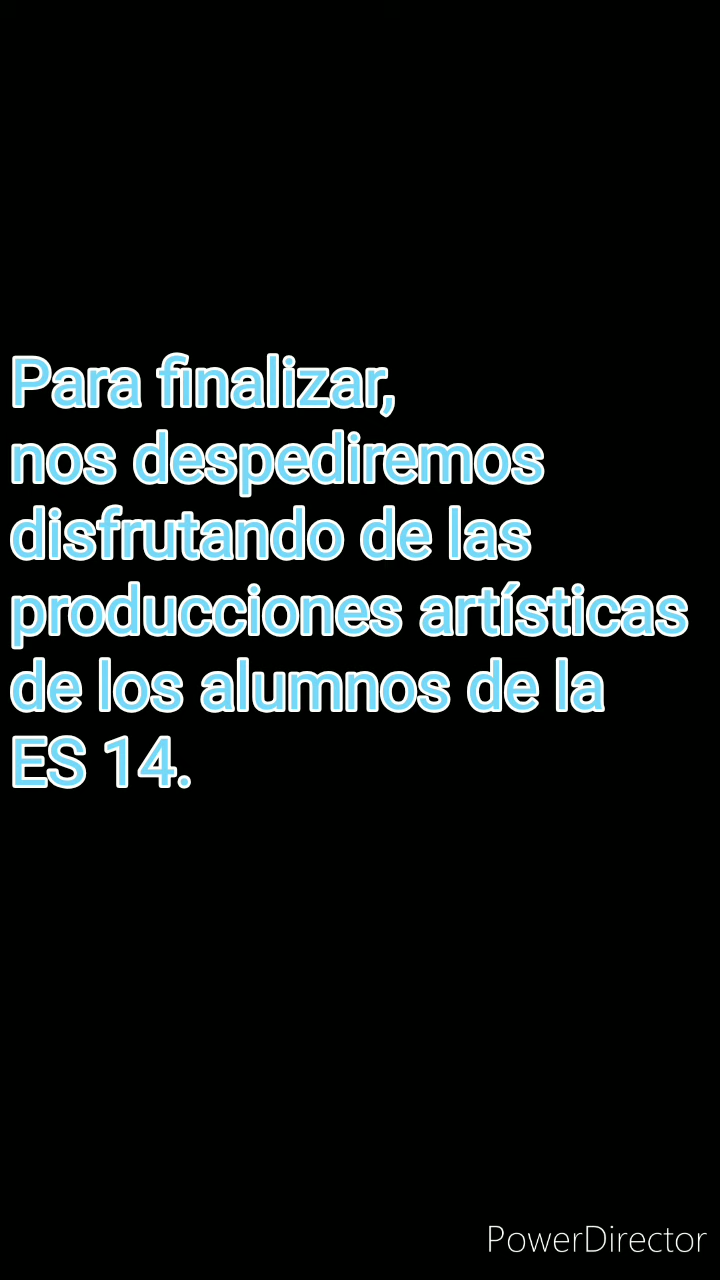 Para finalizar,
nos despediremos
disfrutando de las
producciones artísticas
de los alumnos de la
ES 14.
PowerDirector